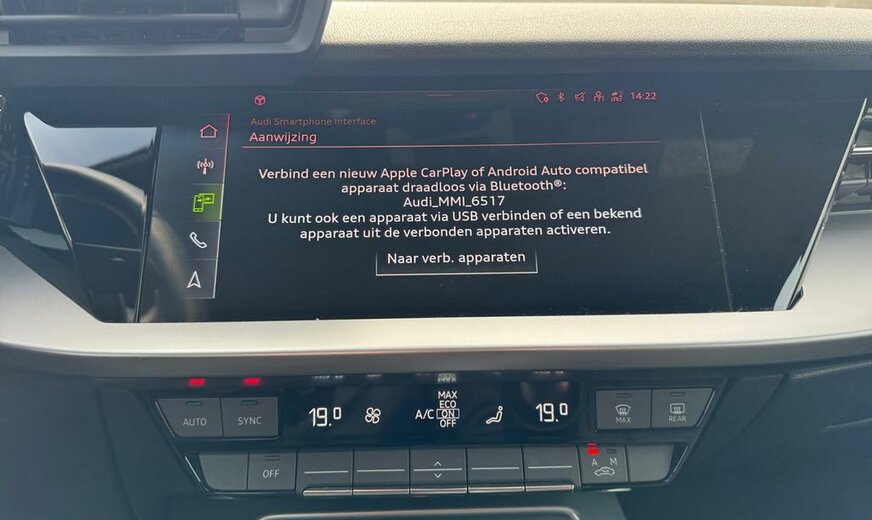 14:22
Audi Smartphone Interface
Aanwijzing
Verbind een nieuw Apple CarPlay of Android Auto compatibel
apparaat draadloos via Bluetooth®:
Audi_MMI_6517
U kunt ook een apparaat via USB verbinden of een bekend
apparaat uit de verbonden apparaten activeren.
Naar verb. apparaten
AUTO
SYNC
19.0
A/C
MAX
ECO
ON
OFF
19.0
MAX
REAR
OFF
A M